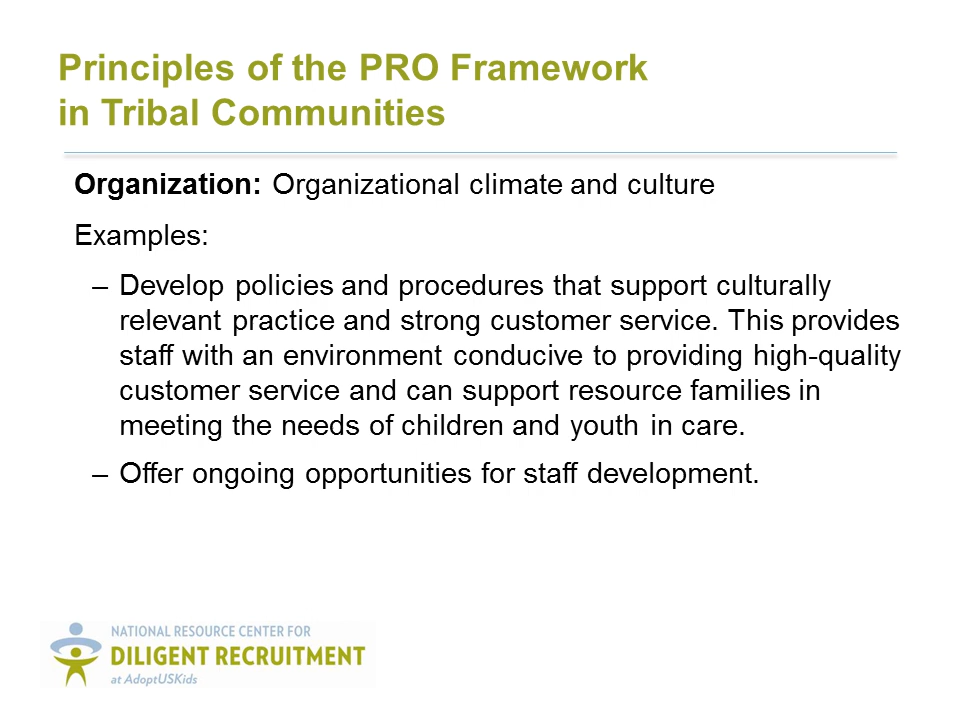 Principles of the PRO Framework
in Tribal Communities
Organization: Organizational climate and culture
Examples:
– Develop policies and procedures that support culturally
relevant practice and strong customer service. This provides
staff with an environment conducive to providing high-quality
customer service and can support resource families in
meeting the needs of children and youth in care.
– Offer ongoing opportunities for staff development.
NATIONAL RESOURCE CENTER FOR
DILIGENT RECRUITMENT
at AdoptUSKids